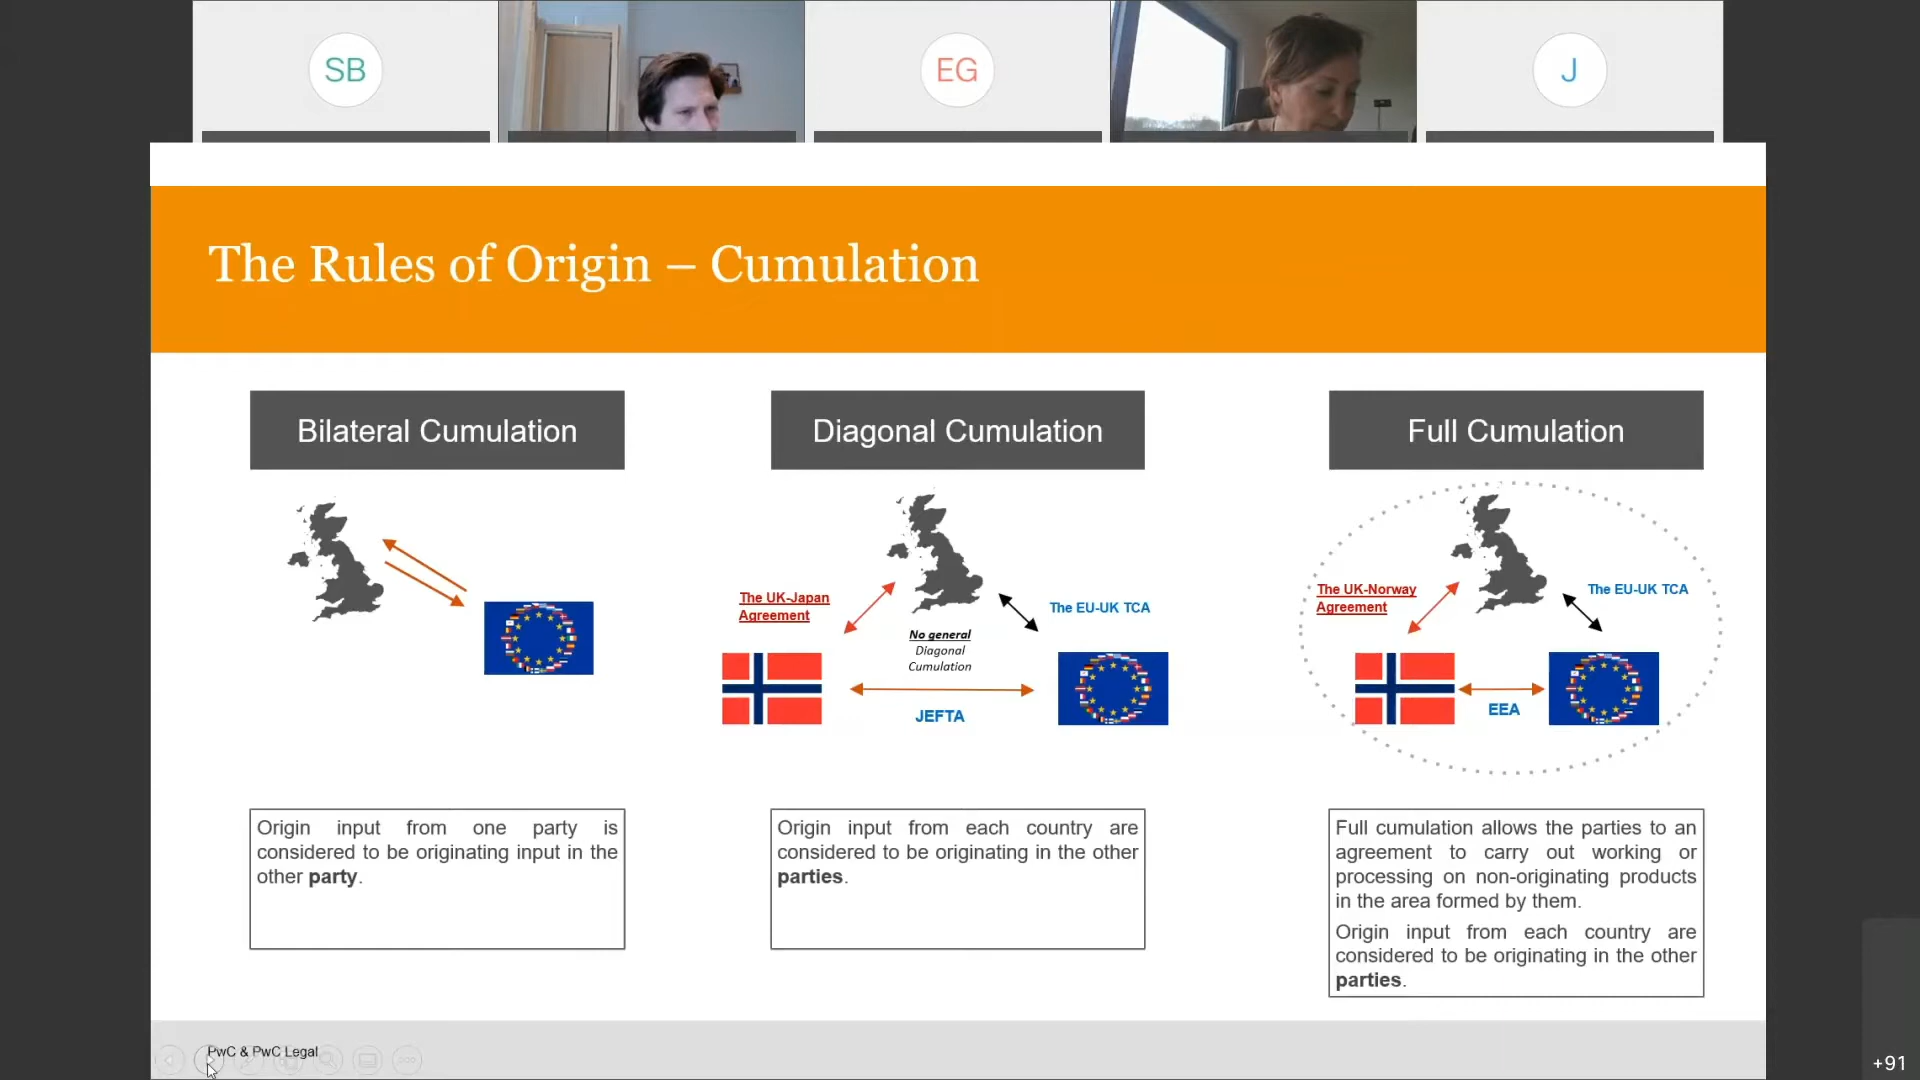 SB
EG
J
The Rules of Origin – Cumulation
Bilateral Cumulation
Diagonal Cumulation
Full Cumulation
The UK-Japan
Agreement
The EU-UK TCA
No general
Diagonal
Cumulation
JEFTA
The UK-Norway
Agreement
The EU-UK TCA
EEA
Origin input from one party is
considered to be originating input in the
other party.
Origin input from each country are
considered to be originating in the other
parties.
Full cumulation allows the parties to an
agreement to carry out working or
processing on non-originating products
in the area formed by them.
Origin input from each country are
considered to be originating in the other
parties.
PwC & PwC Legal
+91